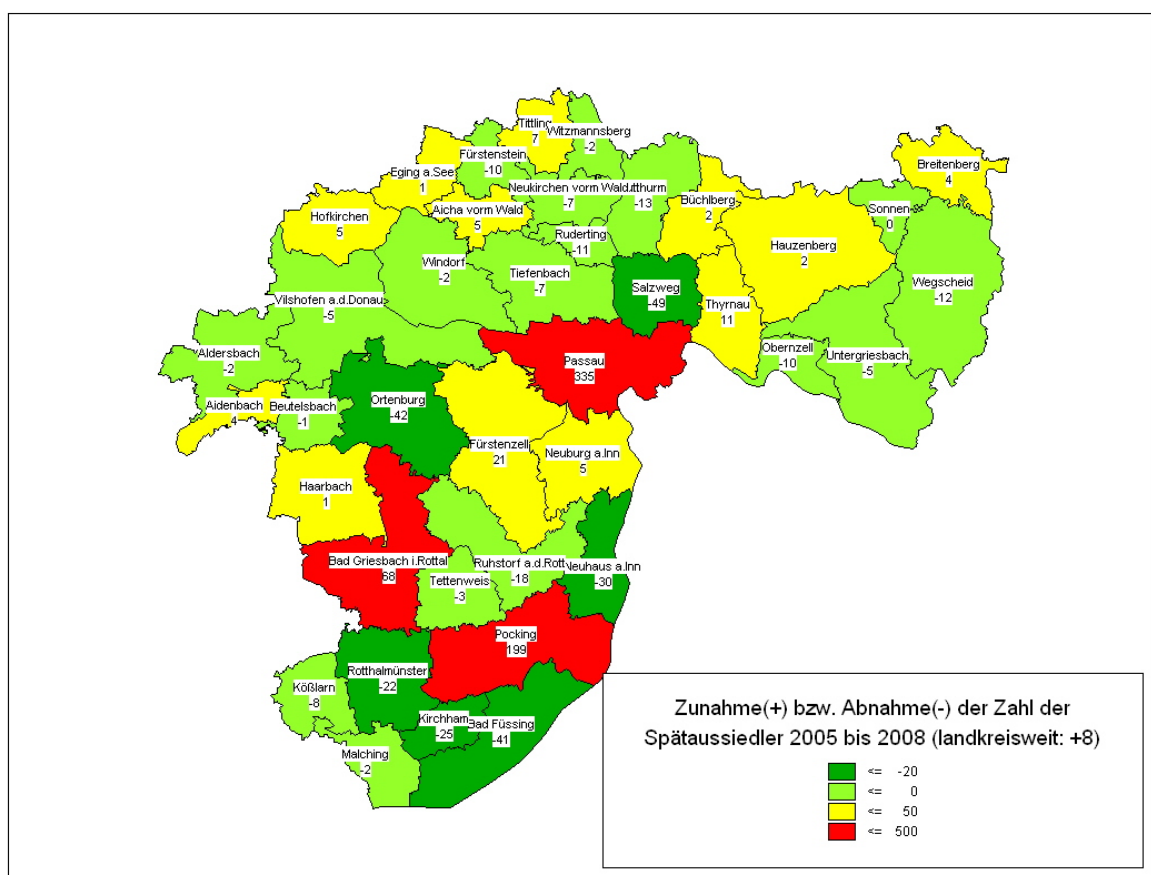 Tittling
7
Witzmannsberg
-2
Fürstenstein
-10
Breitenberg
4
Eging a.See
1
Neukirchen vorm Wald
-7
utthurm
-13
Büchlberg
2
Sonnen
0
Hofkirchen
5
Aicha vorm Wald
5
Ruderting
-11
Hauzenberg
2
Windorf
-2
Tiefenbach
-7
Salzweg
-49
Thyrnau
11
Wegscheid
-12
Vilshofen a.d.Donau
-5
Aldersbach
-2
Passau
335
Obernzell
-10
Untergriesbach
-5
Aidenbach
4
Beutelsbach
-1
Ortenburg
-42
Fürstenzell
21
Neuburg a.Inn
5
Haarbach
1
Bad Griesbach i.Rottal
68
Ruhstorf a.d.Rott
-18
Neuhaus a.Inn
-30
Tettenweis
-3
Pocking
199
Rotthalmünster
-22
Kößlarn
-8
Kirchham
-25
Bad Füssing
-41
Malching
-2
Zunahme(+) bzw. Abnahme(-) der Zahl der
Spätaussiedler 2005 bis 2008 (landkreisweit: +8)
<= -20
<= 0
<= 50
<= 500